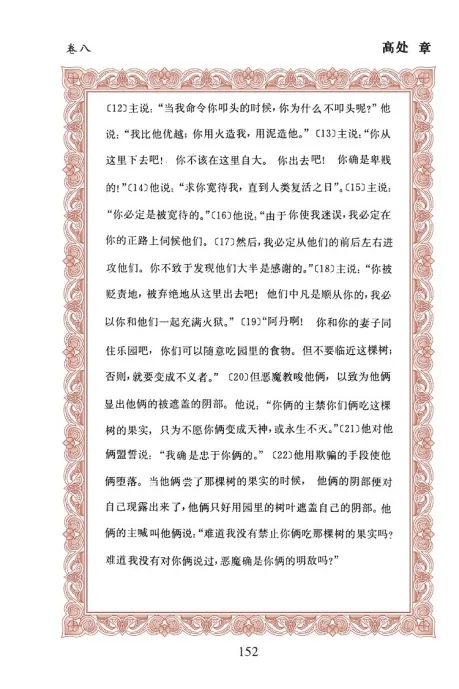 卷八
高处 章
〔12〕主说：“当我命令你叩头的时候，你为什么不叩头呢？”他
说：“我比他优越；你用火造我，用泥造他。”〔13〕主说：“你从
这里下去吧！你不该在这里自大。你出去吧！你确是卑贱
的！”〔14〕他说：“求你宽待我，直到人类复活之日”。〔15〕主说：
“你必定是被宽待的。”〔16〕他说：“由于你使我迷误，我必定在
你的正路上伺候他们。〔17〕然后，我必定从他们的前后左右进
攻他们。你不致于发现他们大半是感谢的。”〔18〕主说：“你被
贬责地，被弃绝地从这里出去吧！他们中凡是顺从你的，我必
以你和他们一起充满火狱。”〔19〕“阿丹啊！你和你的妻子同
住乐园吧，你们可以随意吃园里的食物。但不要临近这棵树；
否则，就要变成不义者。”〔20〕但恶魔教唆他俩，以致为他俩
显出他俩的被遮盖的阴部。他说：“你俩的主禁你们俩吃这棵
树的果实，只为不愿你俩变成天神，或永生不灭。”〔21〕他对他
俩盟誓说：“我确是忠于你俩的。”〔22〕他用欺骗的手段使他
俩堕落。当他俩尝了那棵树的果实的时候，他俩的阴部便对
自己现露出来了，他俩只好用园里的树叶遮盖自己的阴部。他
俩的主喊叫他俩说：“难道我没有禁止你俩吃那棵树的果实吗？
难道我没有对你俩说过，恶魔确是你俩的明敌吗？”
152